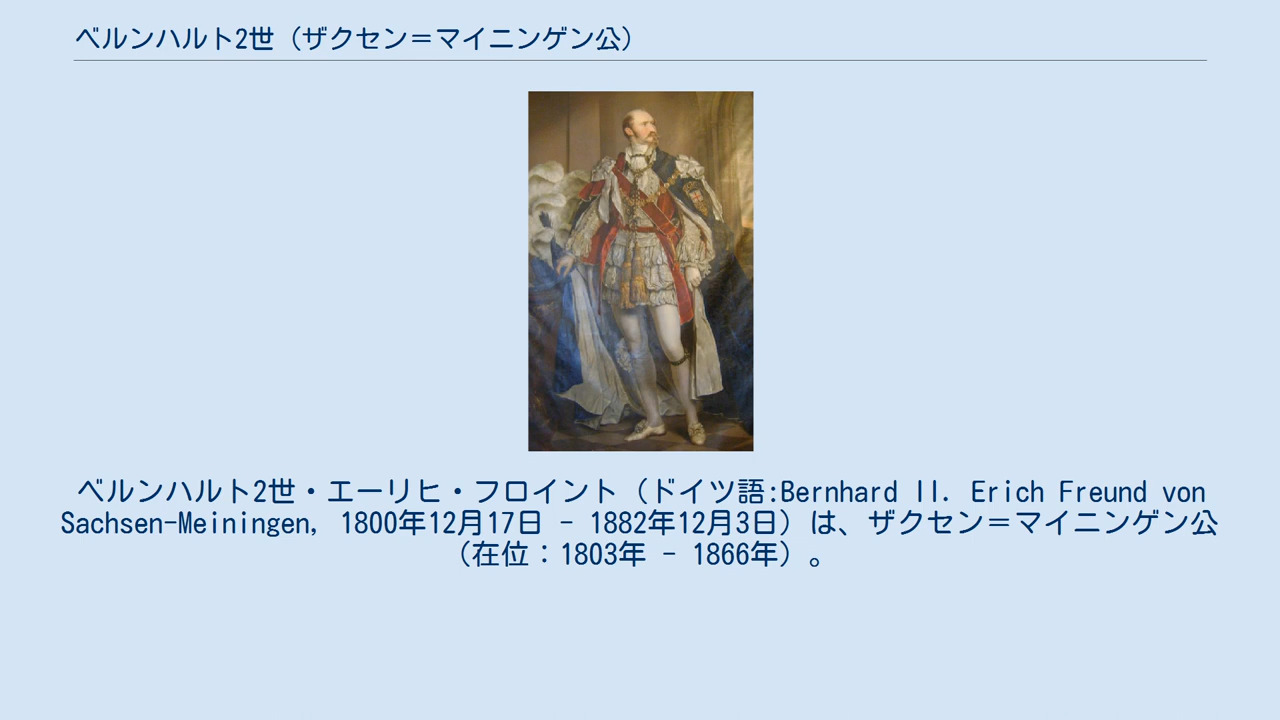 ベルンハルト2世（ザクセン＝マイニンゲン公）
ベルンハルト2世・エーリヒ・フロイント（ドイツ語:Bernhard II. Erich Freund von
Sachsen-Meiningen, 1800年12月17日 - 1882年12月3日）は、ザクセン＝マイニンゲン公
（在位：1803年 - 1866年）。